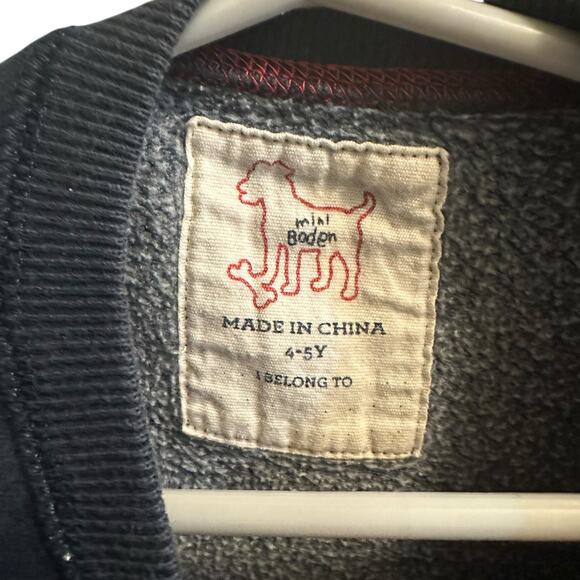 mini
Boden
MADE IN CHINA
4-5Y
I BELONG TO